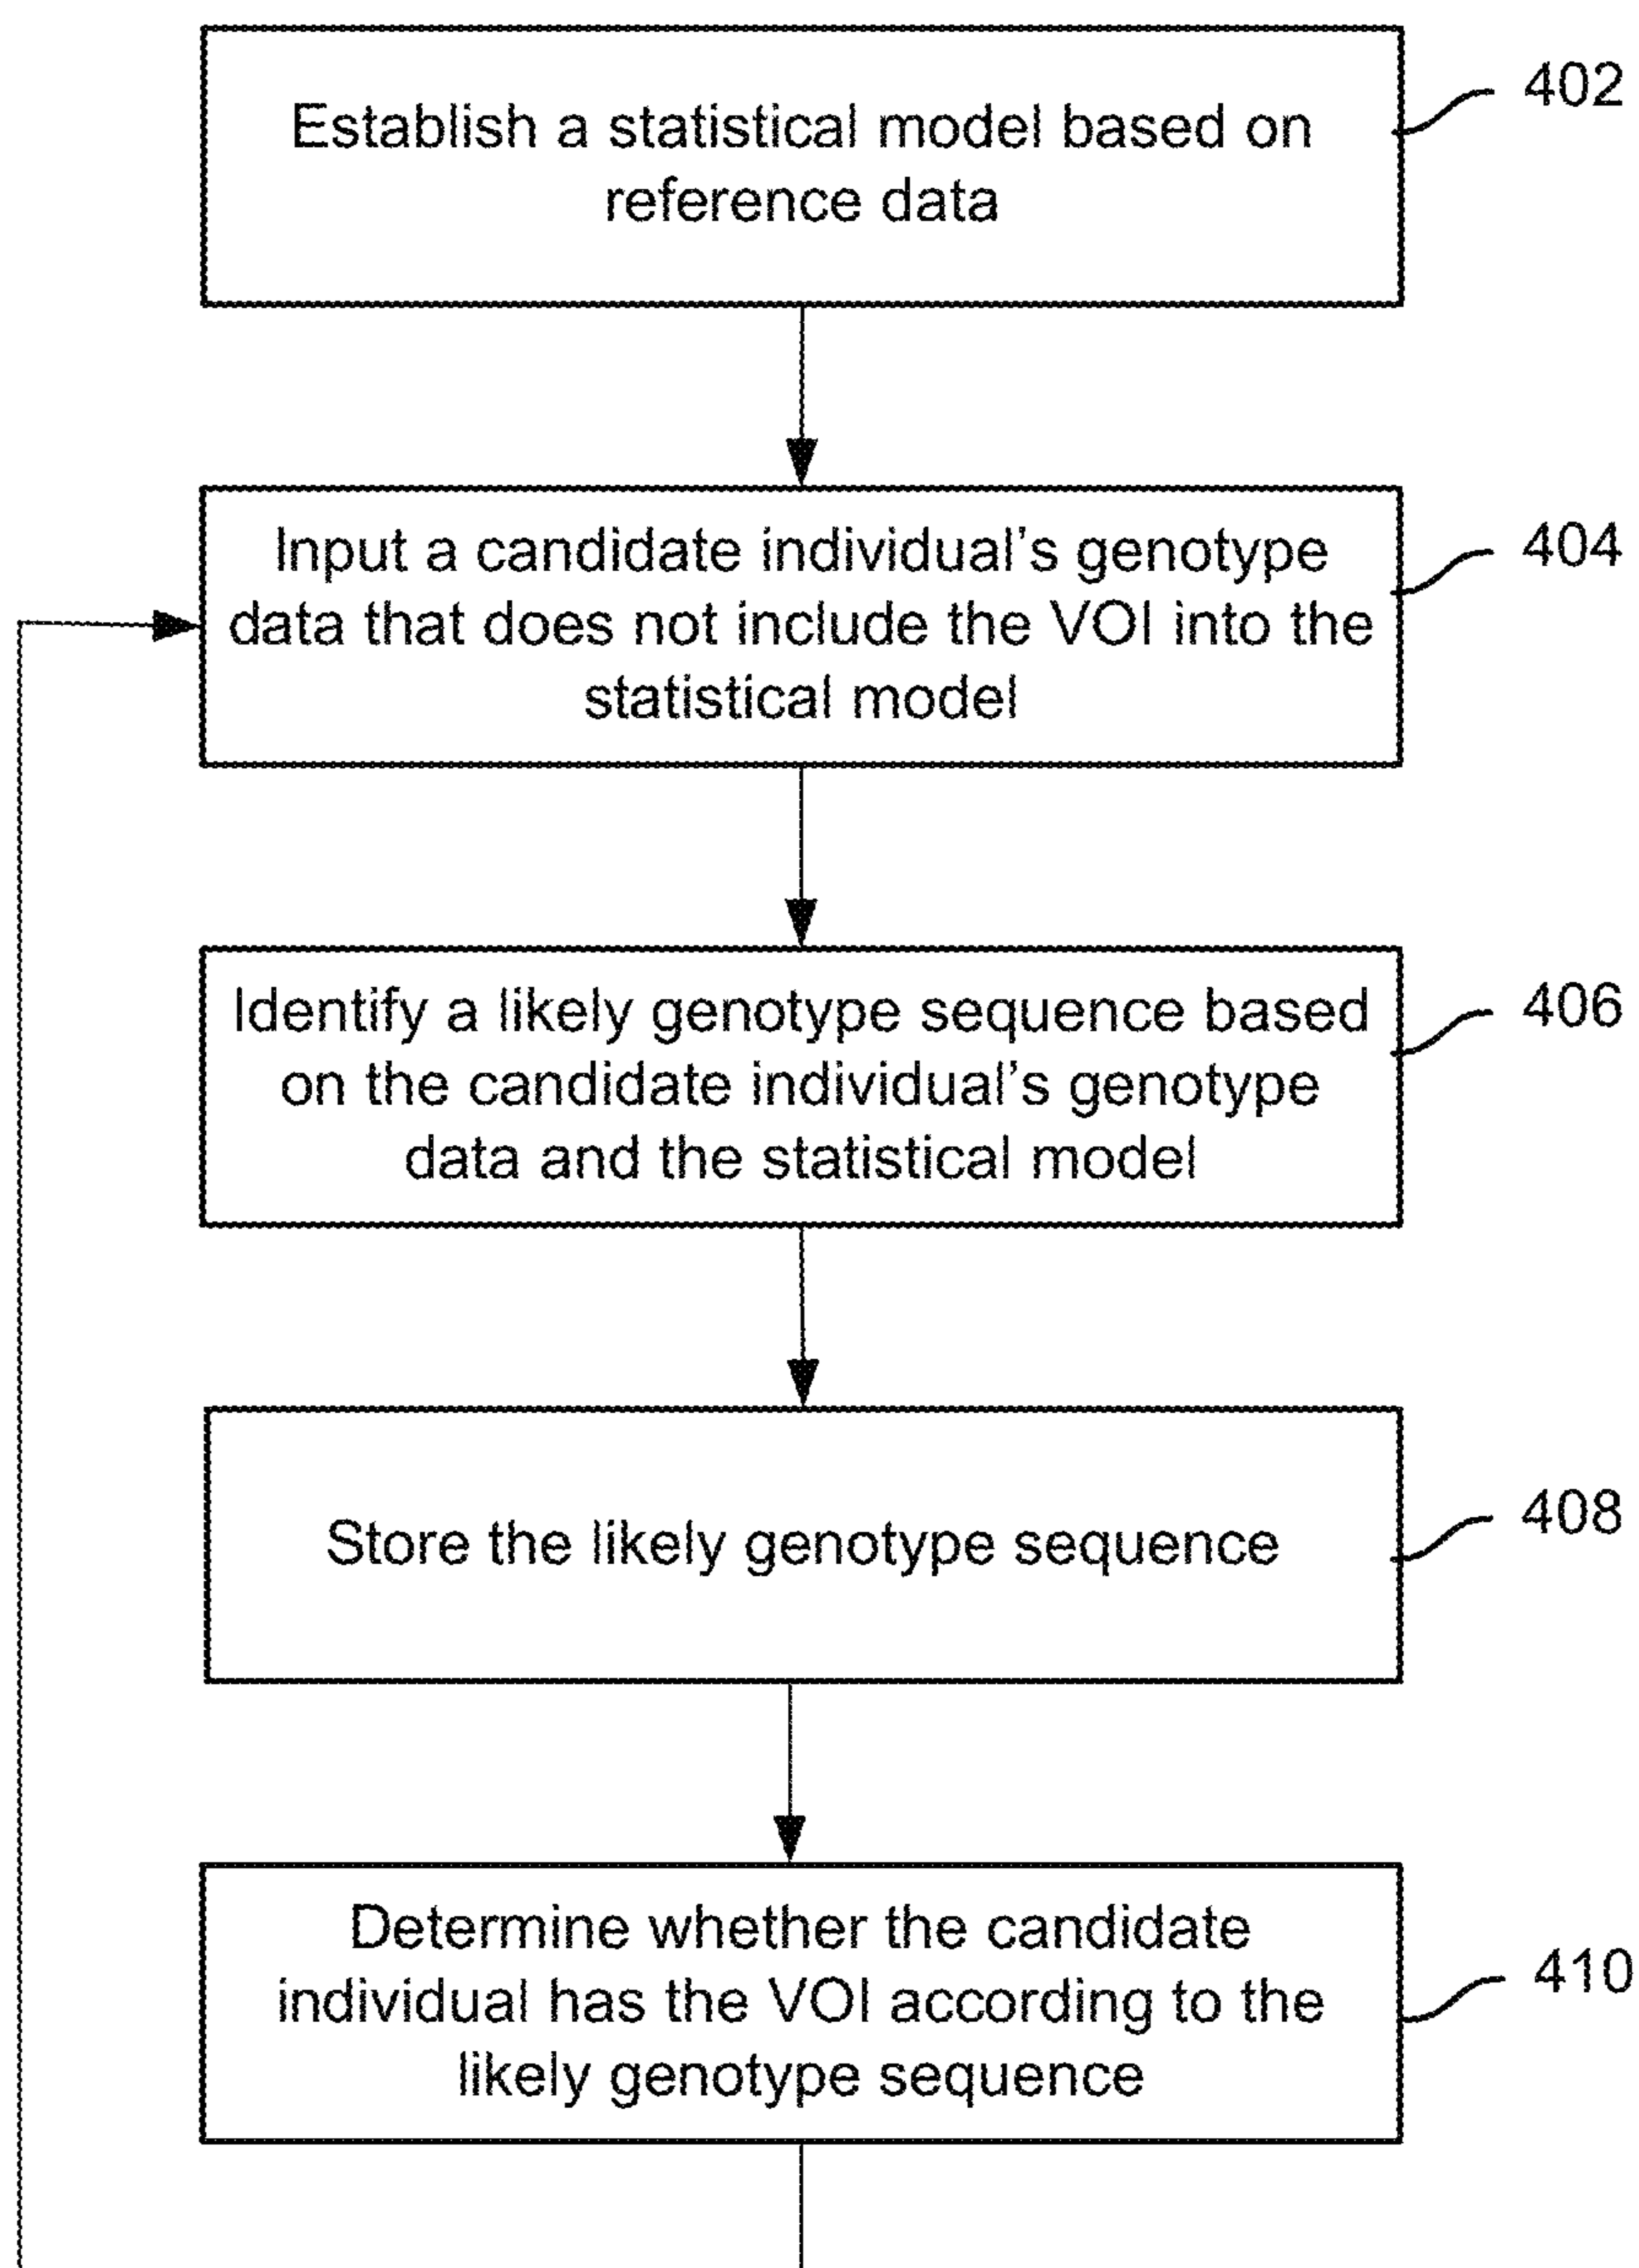 Establish a statistical model based on
reference data
402
Input a candidate individual's genotype
data that does not include the VOI into the
statistical model
404
Identify a likely genotype sequence based
on the candidate individual's genotype
data and the statistical model
406
Store the likely genotype sequence
408
Determine whether the candidate
individual has the VOI according to the
likely genotype sequence
410